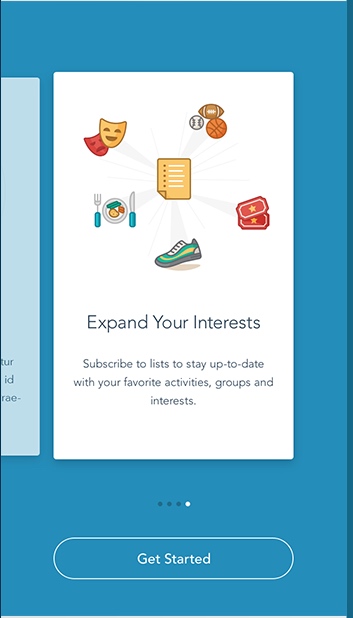 Expand Your Interests
Subscribe to lists to stay up-to-date
with your favorite activities, groups and
interests.
tur
id
rae-
Get Started